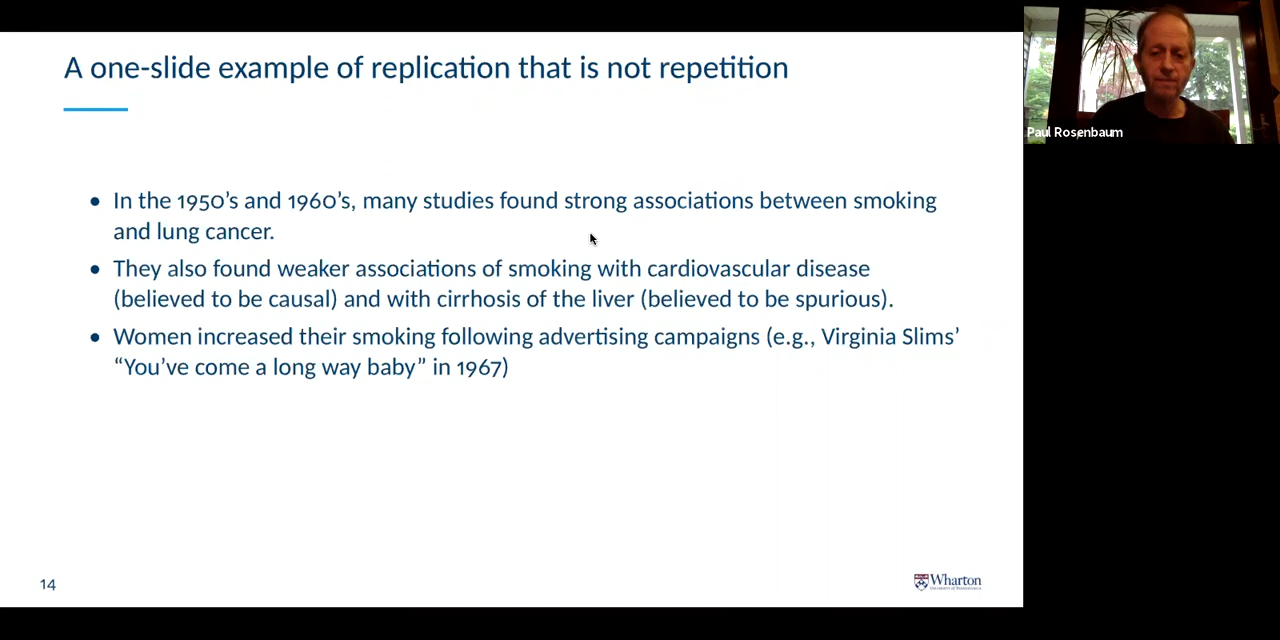 A one-slide example of replication that is not repetition
Paul Rosenbaum
• In the 1950’s and 1960’s, many studies found strong associations between smoking
and lung cancer.
• They also found weaker associations of smoking with cardiovascular disease
(believed to be causal) and with cirrhosis of the liver (believed to be spurious).
• Women increased their smoking following advertising campaigns (e.g., Virginia Slims’
“You’ve come a long way baby” in 1967)
14
Wharton
UNIVERSITY of PENNSYLVANIA